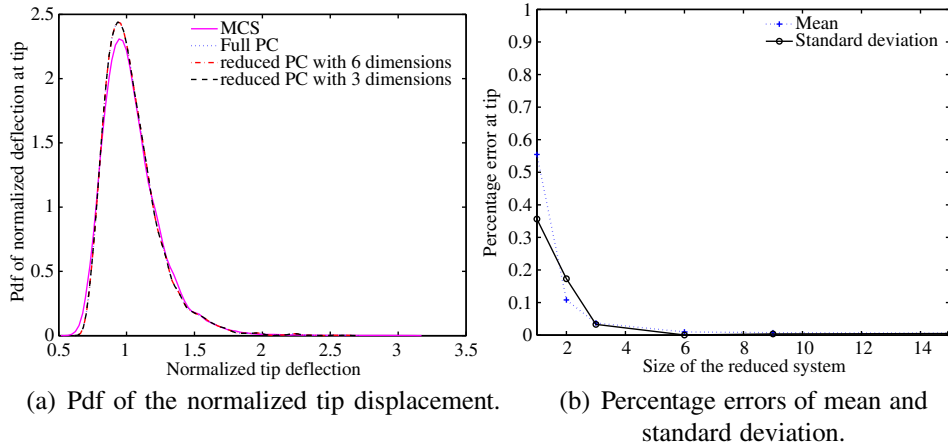 2.5
2
1.5
1
0.5
0
Pdf of normalized deflection at tip
MCS
Full PC
reduced PC with 6 dimensions
reduced PC with 3 dimensions
0.5 1 1.5 2 2.5 3 3.5
Normalized tip deflection
(a) Pdf of the normalized tip displacement.
1
0.9
0.8
0.7
0.6
0.5
0.4
0.3
0.2
0.1
0
Percentage error at tip
Mean
Standard deviation
2 4 6 8 10 12 14
Size of the reduced system
(b) Percentage errors of mean and
standard deviation.